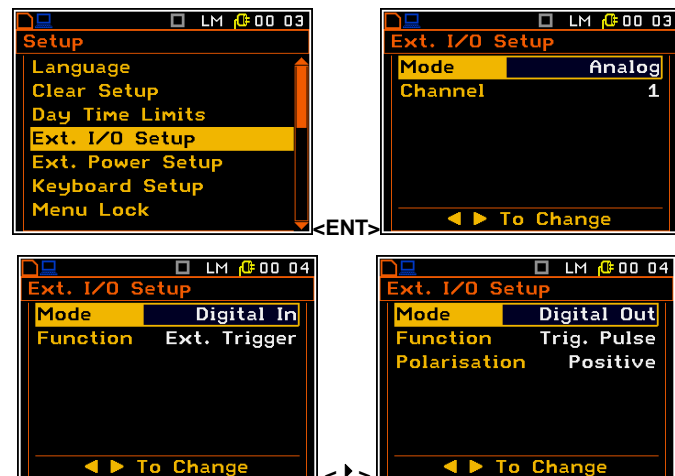 LM 00 03
Setup
Language
Clear Setup
Day Time Limits
Ext. I/O Setup
Ext. Power Setup
Keyboard Setup
Menu Lock
<ENT>
LM 00 03
Ext. I/O Setup
Mode Analog
Channel 1
To Change
LM 00 04
Ext. I/O Setup
Mode Digital In
Function Ext. Trigger
To Change
< >
LM 00 04
Ext. I/O Setup
Mode Digital Out
Function Trig. Pulse
Polarisation Positive
To Change